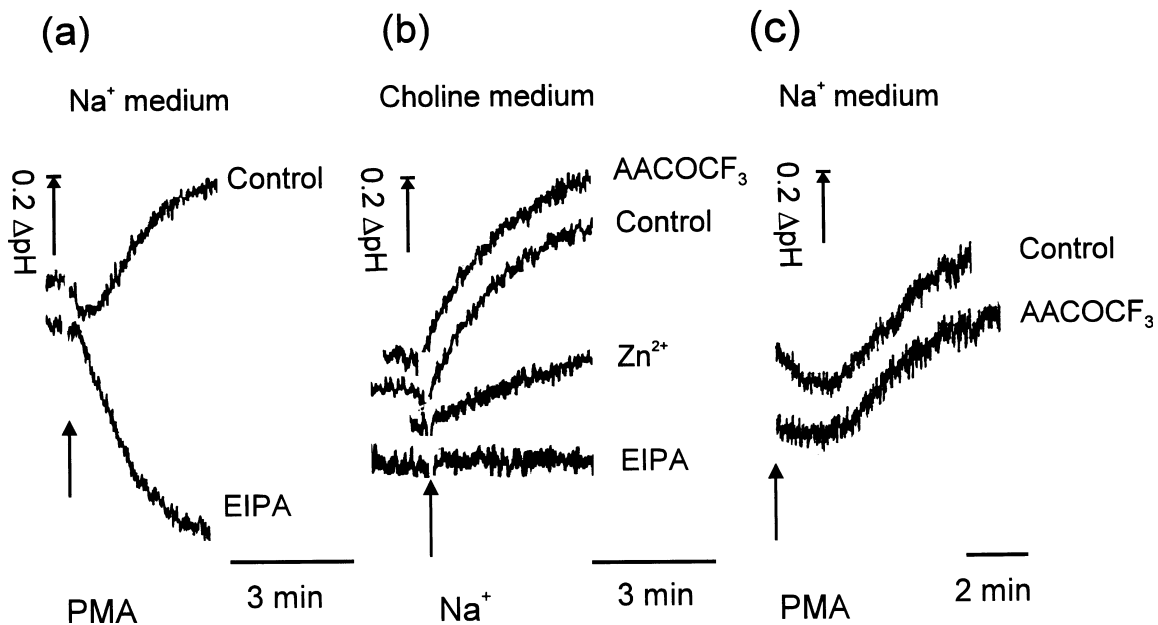 (a)
Na⁺ medium
0.2 ΔpH
Control
EIPA
PMA
3 min
(b)
Choline medium
0.2 ΔpH
AACOCF₃
Control
Zn²⁺
EIPA
Na⁺
3 min
(c)
Na⁺ medium
0.2 ΔpH
Control
AACOCF₃
PMA
2 min